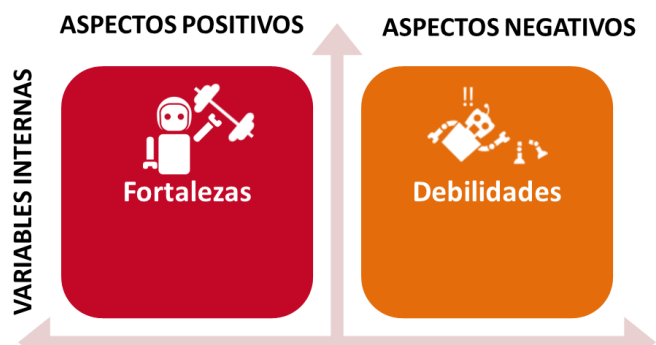 ASPECTOS POSITIVOS
ASPECTOS NEGATIVOS
VARIABLES INTERNAS
!!
Fortalezas
Debilidades